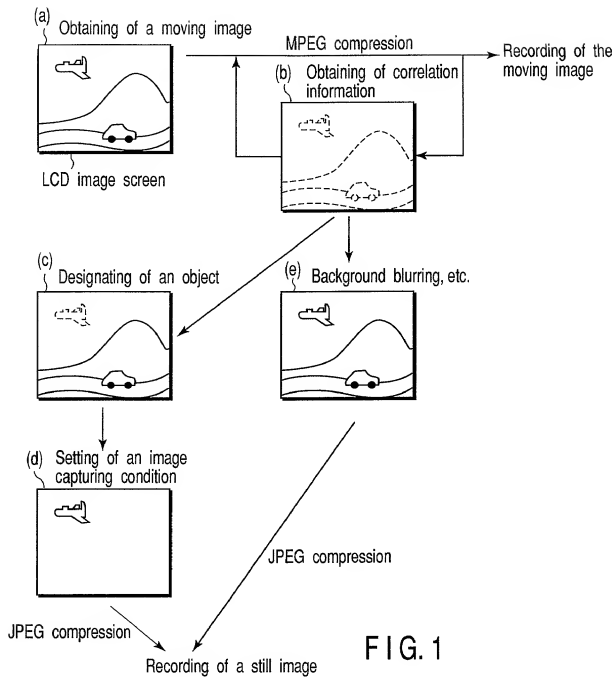 (a) Obtaining of a moving image
MPEG compression
Recording of the
moving image
(b) Obtaining of correlation
information
LCD image screen
(c) Designating of an object
(e) Background blurring, etc.
(d) Setting of an image
capturing condition
JPEG compression
JPEG compression
Recording of a still image
FIG. 1